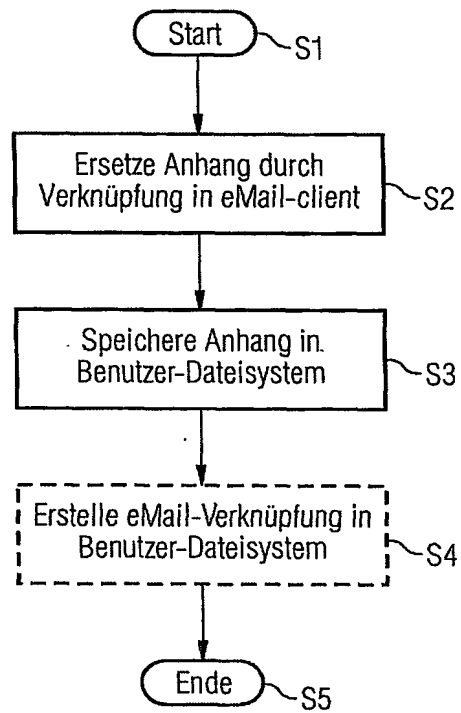 Start
S1
Ersetze Anhang durch
Verknüpfung in eMail-client
S2
Speichere Anhang in
Benutzer-Dateisystem
S3
Erstelle eMail-Verknüpfung in
Benutzer-Dateisystem
S4
Ende
S5